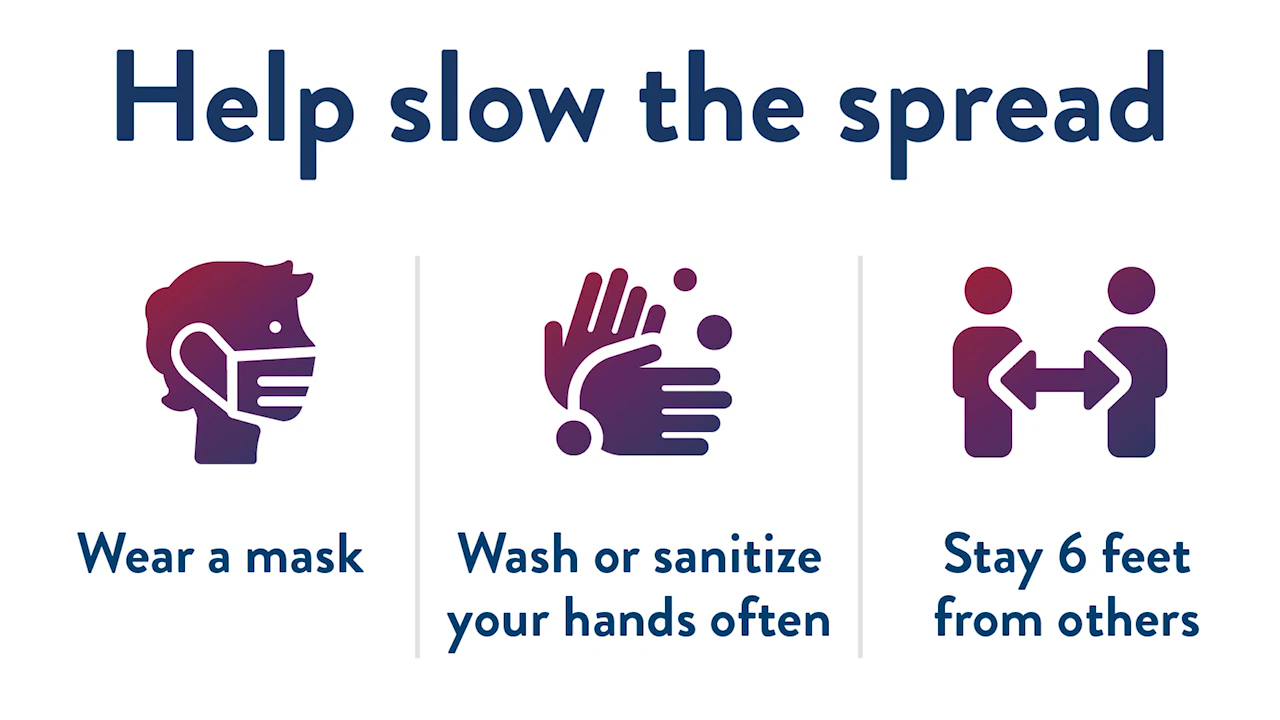 Help slow the spread
Wear a mask
Wash or sanitize
your hands often
Stay 6 feet
from others